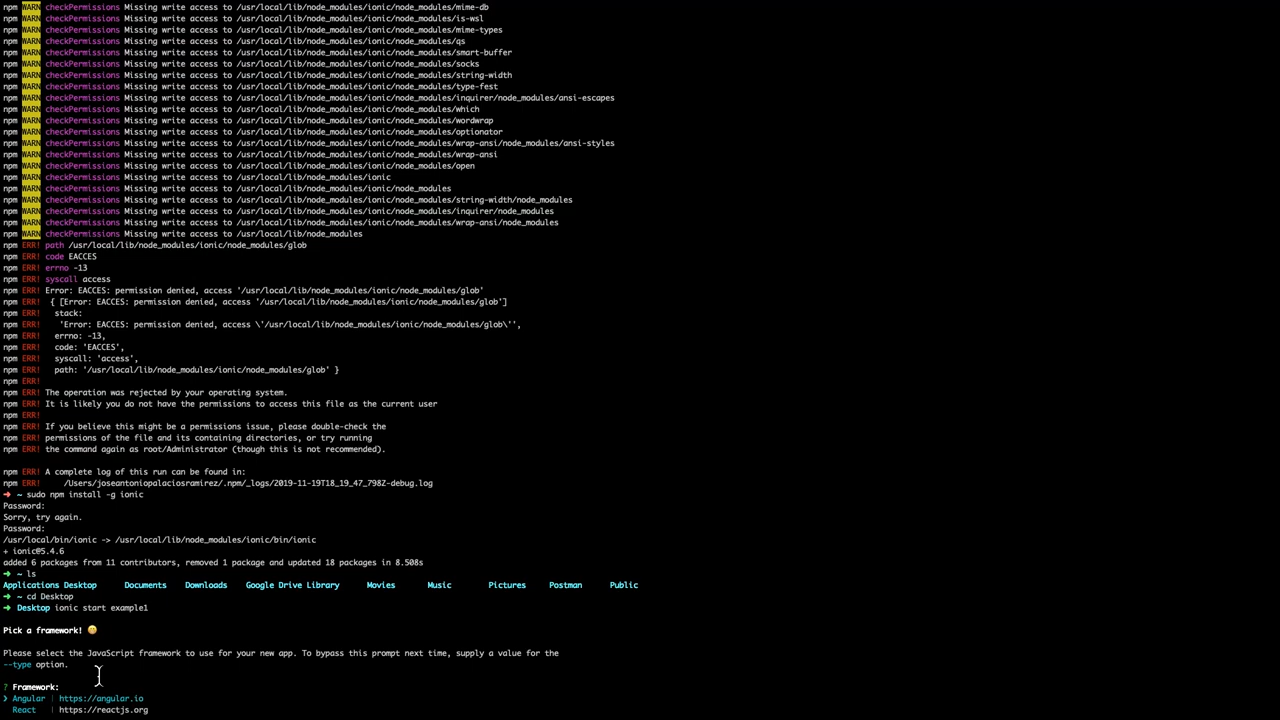 npm WARN checkPermissions Missing write access to /usr/local/lib/node_modules/ionic/node_modules/mime-db
npm WARN checkPermissions Missing write access to /usr/local/lib/node_modules/ionic/node_modules/is-wsl
npm WARN checkPermissions Missing write access to /usr/local/lib/node_modules/ionic/node_modules/mime-types
npm WARN checkPermissions Missing write access to /usr/local/lib/node_modules/ionic/node_modules/qs
npm WARN checkPermissions Missing write access to /usr/local/lib/node_modules/ionic/node_modules/smart-buffer
npm WARN checkPermissions Missing write access to /usr/local/lib/node_modules/ionic/node_modules/socks
npm WARN checkPermissions Missing write access to /usr/local/lib/node_modules/ionic/node_modules/string-width
npm WARN checkPermissions Missing write access to /usr/local/lib/node_modules/ionic/node_modules/type-fest
npm WARN checkPermissions Missing write access to /usr/local/lib/node_modules/ionic/node_modules/inquirer/node_modules/ansi-escapes
npm WARN checkPermissions Missing write access to /usr/local/lib/node_modules/ionic/node_modules/which
npm WARN checkPermissions Missing write access to /usr/local/lib/node_modules/ionic/node_modules/wordwrap
npm WARN checkPermissions Missing write access to /usr/local/lib/node_modules/ionic/node_modules/optionator
npm WARN checkPermissions Missing write access to /usr/local/lib/node_modules/ionic/node_modules/wrap-ansi/node_modules/ansi-styles
npm WARN checkPermissions Missing write access to /usr/local/lib/node_modules/ionic/node_modules/wrap-ansi
npm WARN checkPermissions Missing write access to /usr/local/lib/node_modules/ionic/node_modules/open
npm WARN checkPermissions Missing write access to /usr/local/lib/node_modules/ionic
npm WARN checkPermissions Missing write access to /usr/local/lib/node_modules/ionic/node_modules
npm WARN checkPermissions Missing write access to /usr/local/lib/node_modules/ionic/node_modules/string-width/node_modules
npm WARN checkPermissions Missing write access to /usr/local/lib/node_modules/ionic/node_modules/inquirer/node_modules
npm WARN checkPermissions Missing write access to /usr/local/lib/node_modules/ionic/node_modules/wrap-ansi/node_modules
npm WARN checkPermissions Missing write access to /usr/local/lib/node_modules
npm ERR! path /usr/local/lib/node_modules/ionic/node_modules/glob
npm ERR! code EACCES
npm ERR! errno -13
npm ERR! syscall access
npm ERR! Error: EACCES: permission denied, access '/usr/local/lib/node_modules/ionic/node_modules/glob'
npm ERR!  { [Error: EACCES: permission denied, access '/usr/local/lib/node_modules/ionic/node_modules/glob']
npm ERR!   stack:
npm ERR!    'Error: EACCES: permission denied, access \'/usr/local/lib/node_modules/ionic/node_modules/glob\'',
npm ERR!   errno: -13,
npm ERR!   code: 'EACCES',
npm ERR!   syscall: 'access',
npm ERR!   path: '/usr/local/lib/node_modules/ionic/node_modules/glob' }
npm ERR!
npm ERR! The operation was rejected by your operating system.
npm ERR! It is likely you do not have the permissions to access this file as the current user
npm ERR!
npm ERR! If you believe this might be a permissions issue, please double-check the
npm ERR! permissions of the file and its containing directories, or try running
npm ERR! the command again as root/Administrator (though this is not recommended).
npm ERR! A complete log of this run can be found in:
npm ERR!     /Users/joseantoniopalaciosramirez/.npm/_logs/2019-11-19T18_19_47_798Z-debug.log
➜ ~ sudo npm install -g ionic
Password:
Sorry, try again.
Password:
/usr/local/bin/ionic -> /usr/local/lib/node_modules/ionic/bin/ionic
+ ionic@5.4.6
added 6 packages from 11 contributors, removed 1 package and updated 18 packages in 8.508s
➜ ~ ls
Applications Desktop Documents Downloads Google Drive Library Movies Music Pictures Postman Public
➜ ~ cd Desktop
➜ Desktop ionic start example1
Pick a framework! 😁
Please select the JavaScript framework to use for your new app. To bypass this prompt next time, supply a value for the
--type option.
? Framework:
❯ Angular | https://angular.io
React | https://reactjs.org